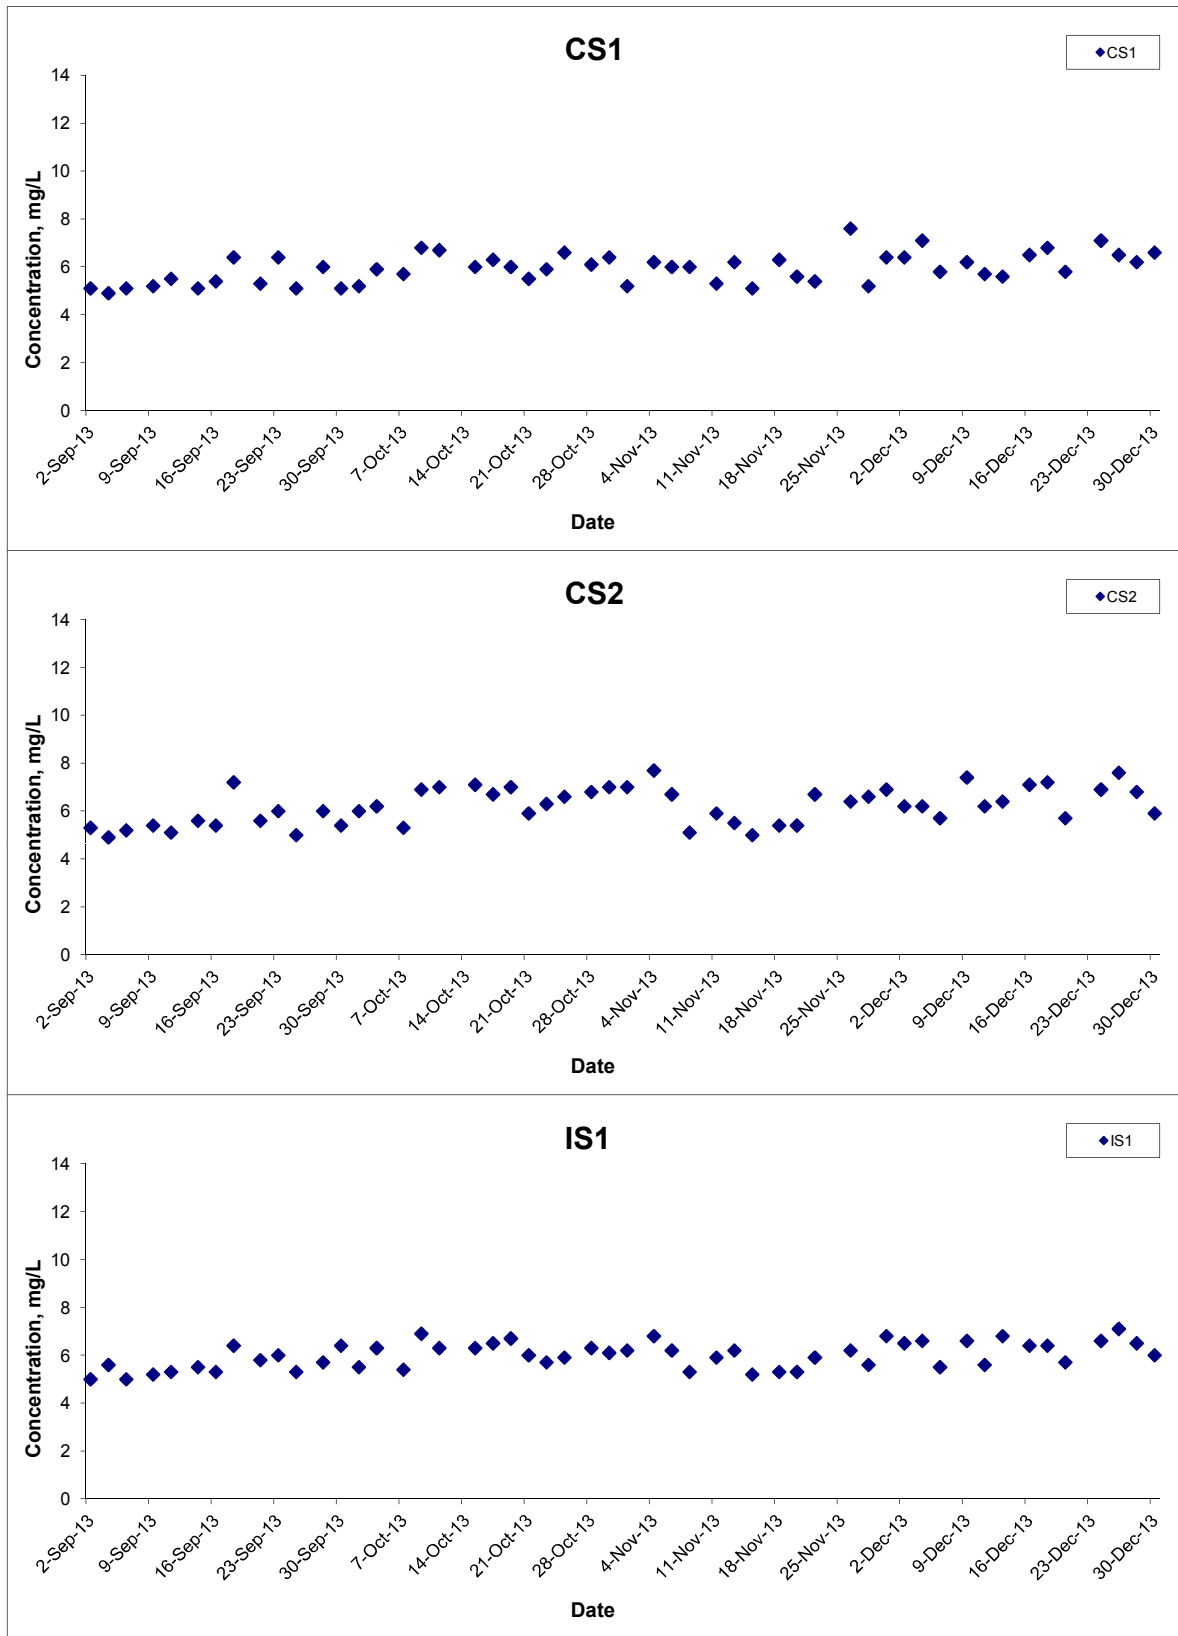 CS1
CS1
14
12
10
8
6
4
2
0
Concentration, mg/L
2-Sep-13
9-Sep-13
16-Sep-13
23-Sep-13
30-Sep-13
7-Oct-13
14-Oct-13
21-Oct-13
28-Oct-13
4-Nov-13
11-Nov-13
18-Nov-13
25-Nov-13
2-Dec-13
9-Dec-13
16-Dec-13
23-Dec-13
30-Dec-13
Date
CS2
CS2
14
12
10
8
6
4
2
0
Concentration, mg/L
2-Sep-13
9-Sep-13
16-Sep-13
23-Sep-13
30-Sep-13
7-Oct-13
14-Oct-13
21-Oct-13
28-Oct-13
4-Nov-13
11-Nov-13
18-Nov-13
25-Nov-13
2-Dec-13
9-Dec-13
16-Dec-13
23-Dec-13
30-Dec-13
Date
IS1
IS1
14
12
10
8
6
4
2
0
Concentration, mg/L
2-Sep-13
9-Sep-13
16-Sep-13
23-Sep-13
30-Sep-13
7-Oct-13
14-Oct-13
21-Oct-13
28-Oct-13
4-Nov-13
11-Nov-13
18-Nov-13
25-Nov-13
2-Dec-13
9-Dec-13
16-Dec-13
23-Dec-13
30-Dec-13
Date